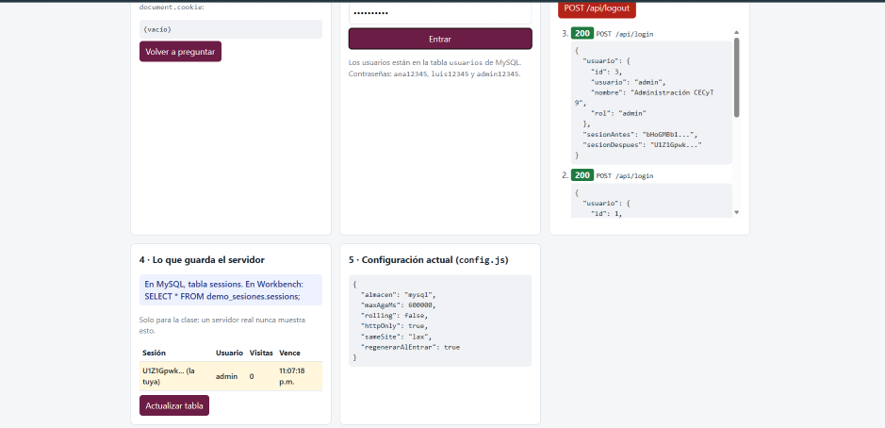 document.cookie:
(vacío)
Volver a preguntar
••••••••••
Entrar
Los usuarios están en la tabla usuarios de MySQL.
Contraseñas: ana12345, luis12345 y admin12345.
POST /api/logout
3. 200 POST /api/login
{
"usuario": {
"id": 3,
"usuario": "admin",
"nombre": "Administración CECyT
9",
"rol": "admin"
},
"sesionAntes": "bHoGMBb1...",
"sesionDespues": "U1Z1Gpwk..."
}
2. 200 POST /api/login
{
"usuario": {
"id": 1,
4 · Lo que guarda el servidor
En MySQL, tabla sessions. En Workbench:
SELECT * FROM demo_sesiones.sessions;
Solo para la clase: un servidor real nunca muestra
esto.
Sesión Usuario Visitas Vence
U1Z1Gpwk... (la
tuya) admin 0 11:07:18
p.m.
Actualizar tabla
5 · Configuración actual (config.js)
{
"almacen": "mysql",
"maxAgeMs": 600000,
"rolling": false,
"httpOnly": true,
"sameSite": "lax",
"regenerarAlEntrar": true
}